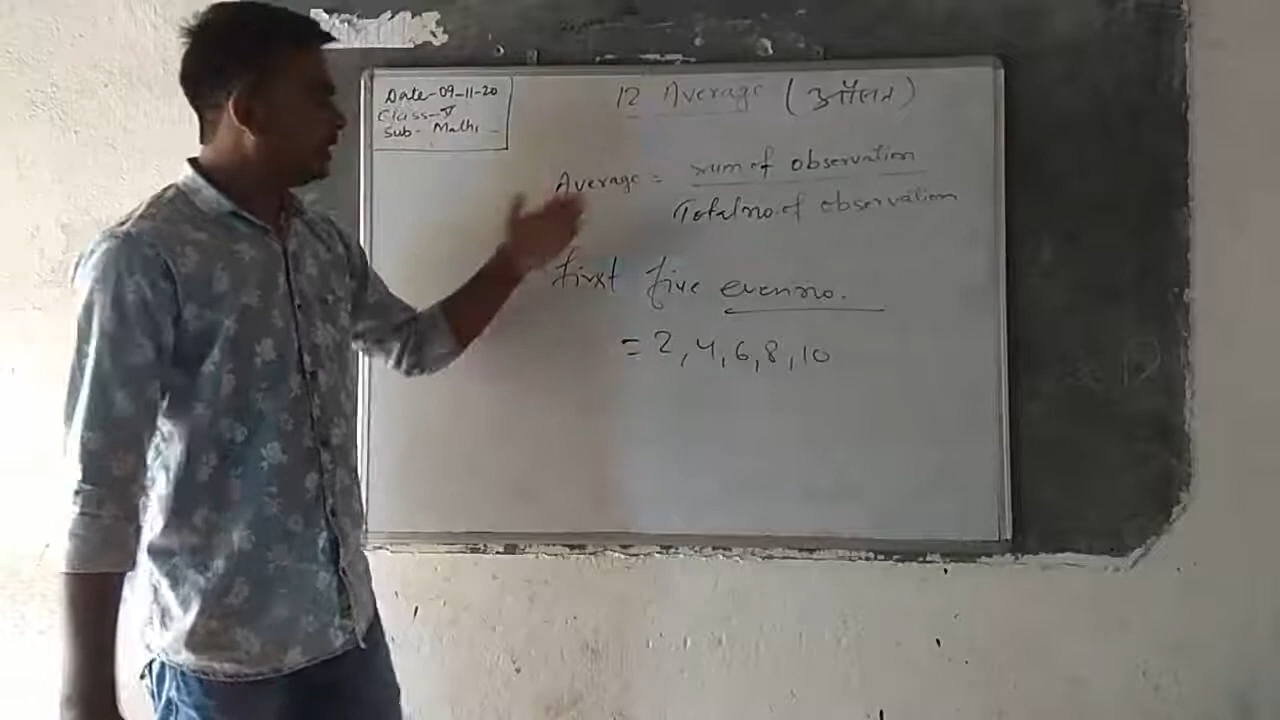 Date-09-11-20
Class-V
Sub- Maths
12 Average (औसत)
Average = sum of observation
Total no. of observation
first five even no.
= 2, 4, 6, 8, 10